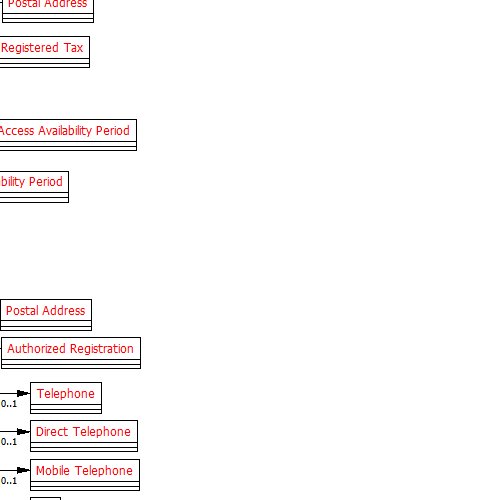 Postal Address
Registered Tax
Access Availability Period
bility Period
Postal Address
Authorized Registration
Telephone
0..1
Direct Telephone
0..1
Mobile Telephone
0..1